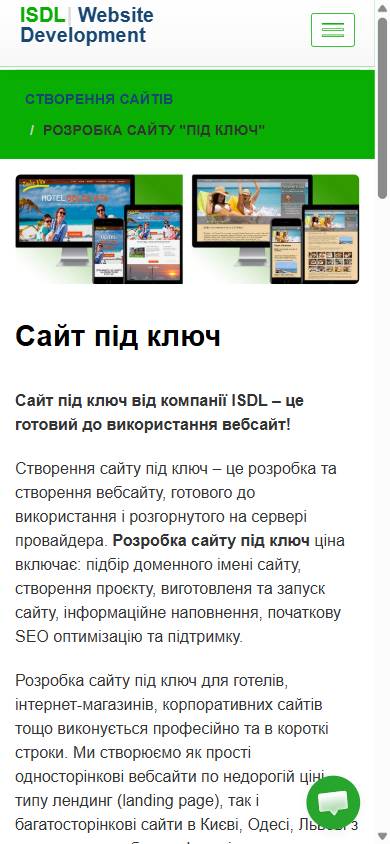 ISDL| Website
Development
СТВОРЕННЯ САЙТІВ
/ РОЗРОБКА САЙТУ "ПІД КЛЮЧ"
Сайт під ключ
Сайт під ключ від компанії ISDL – це
готовий до використання вебсайт!
Створення сайту під ключ – це розробка та
створення вебсайту, готового до
використання і розгорнутого на сервері
провайдера. Розробка сайту під ключ ціна
включає: підбір доменного імені сайту,
створення проєкту, виготовленя та запуск
сайту, інформаційне наповнення, початкову
SEO оптимізацію та підтримку.
Розробка сайту під ключ для готелів,
інтернет-магазинів, корпоративних сайтів
тощо виконується професійно та в короткі
строки. Ми створюємо як прості
односторінкові вебсайти по недорогій ціні
типу лендинг (landing page), так і
багатосторінкові сайти в Києві, Одесі, з